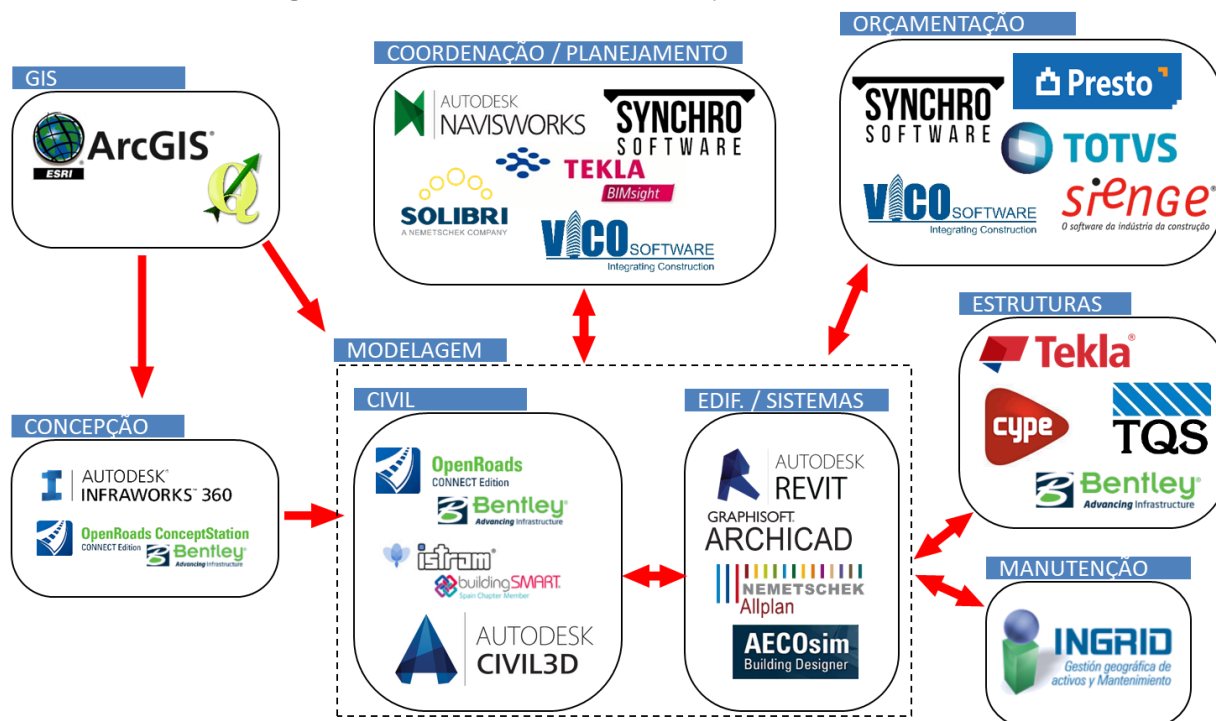 GIS
ESRI
ArcGIS®
Q
COORDENAÇÃO / PLANEJAMENTO
AUTODESK
NAVISWORKS
SYNCHRO
SOFTWARE
TEKLA
BIMsight
SOLIBRI
A NEMETSCHEK COMPANY
VICO SOFTWARE
Integrating Construction
ORÇAMENTAÇÃO
SYNCHRO
SOFTWARE
Presto
TOTVS
VICO SOFTWARE
Integrating Construction
sienge®
O software da indústria da construção
CONCEPÇÃO
AUTODESK®
INFRAWORKS™ 360
OpenRoads ConceptStation
CONNECT Edition
Bentley®
Advancing Infrastructure
MODELAGEM
CIVIL
OpenRoads
CONNECT Edition
Bentley®
Advancing Infrastructure
istram®
buildingSMART.
Spain Chapter Member
AUTODESK
CIVIL3D
EDIF. / SISTEMAS
AUTODESK
REVIT
GRAPHISOFT.
ARCHICAD
NEMETSCHEK
Allplan
AECOsim
Building Designer
ESTRUTURAS
Tekla®
cype
TQS
Bentley®
Advancing Infrastructure
MANUTENÇÃO
INGRID
Gestión geográfica de
activos y Mantenimiento